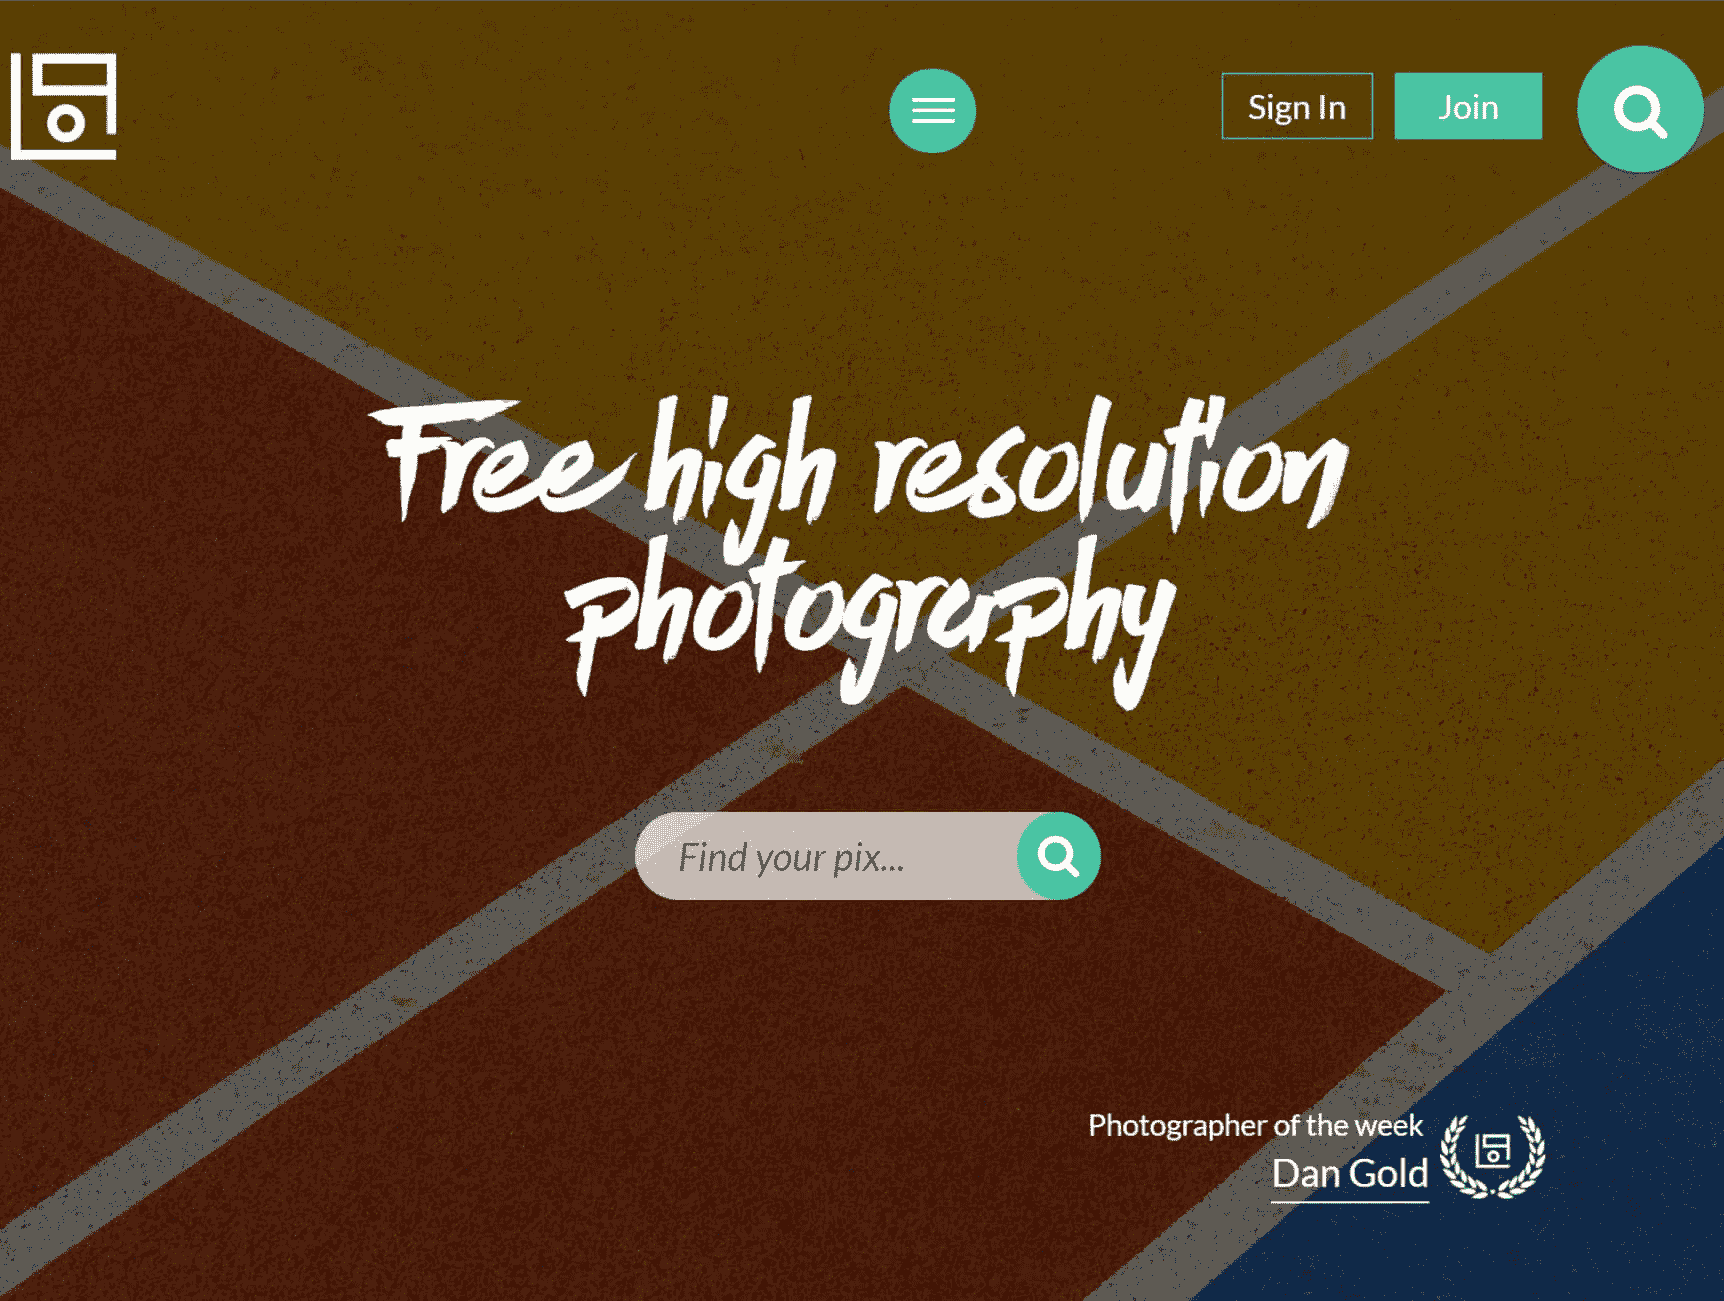 Sign In
Join
Free high resolution
photography
Find your pix...
Photographer of the week
Dan Gold